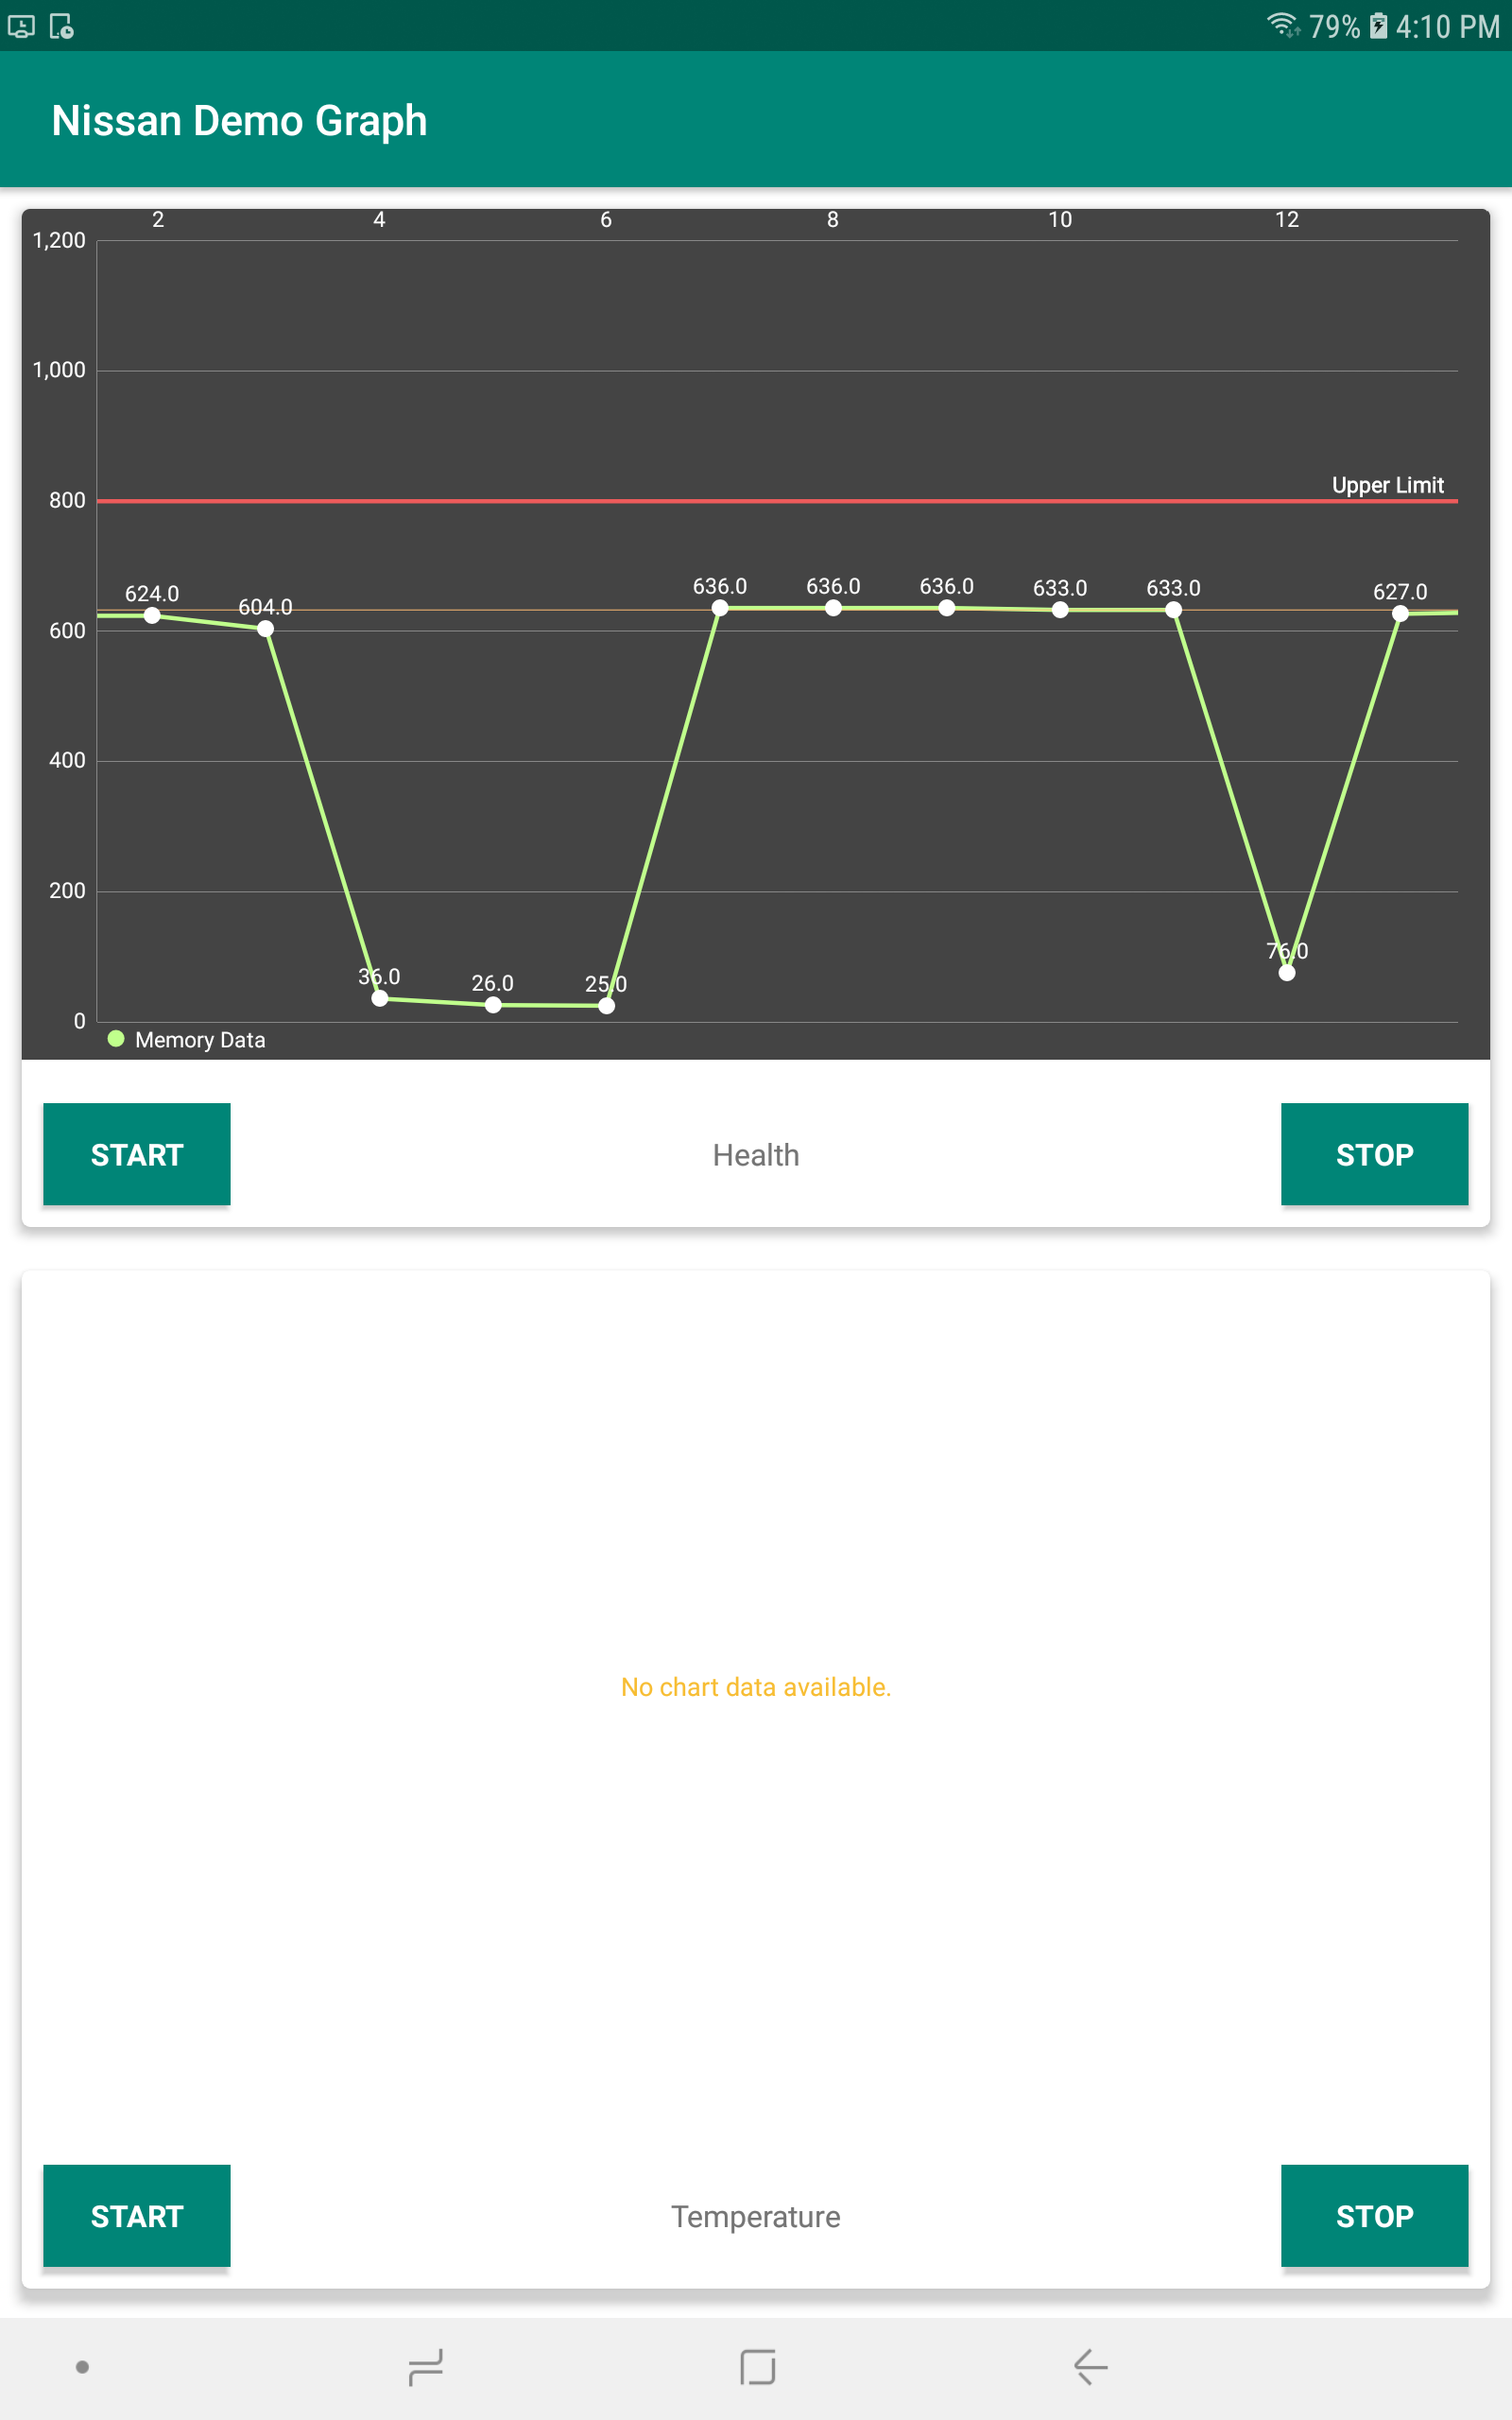 79% 4:10 PM
Nissan Demo Graph
2 4 6 8 10 12
1,200
1,000
Upper Limit
800
636.0 636.0 636.0 633.0 633.0 627.0
624.0 604.0
600
400
200
76.0
36.0 26.0 25.0
0
Memory Data
START Health STOP
No chart data available.
START Temperature STOP